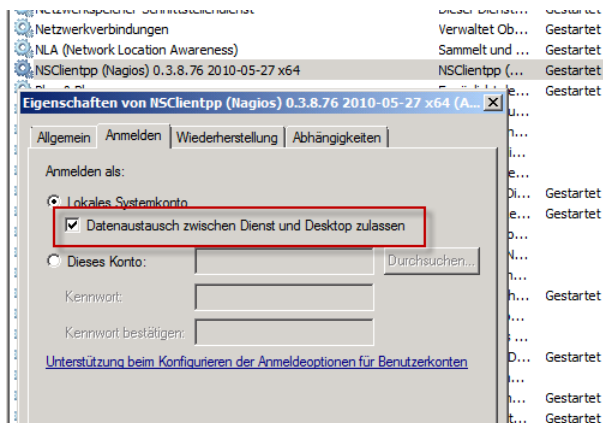 Dieser Dienst... Gestartet
Netzwerkverbindungen Verwaltet Ob... Gestartet
NLA (Network Location Awareness) Sammelt und ... Gestartet
NSClientpp (Nagios) 0.3.8.76 2010-05-27 x64 NSClientpp (... Gestartet
Gestartet
Eigenschaften von NSClientpp (Nagios) 0.3.8.76 2010-05-27 x64 (A...
Allgemein Anmelden Wiederherstellung Abhängigkeiten
Anmelden als:
Lokales Systemkonto
Gestartet
Datenaustausch zwischen Dienst und Desktop zulassen
Gestartet
Dieses Konto: Durchsuchen...
Kennwort: Gestartet
Kennwort bestätigen:
Unterstützung beim Konfigurieren der Anmeldeoptionen für Benutzerkonten
Gestartet
Gestartet
Gestartet